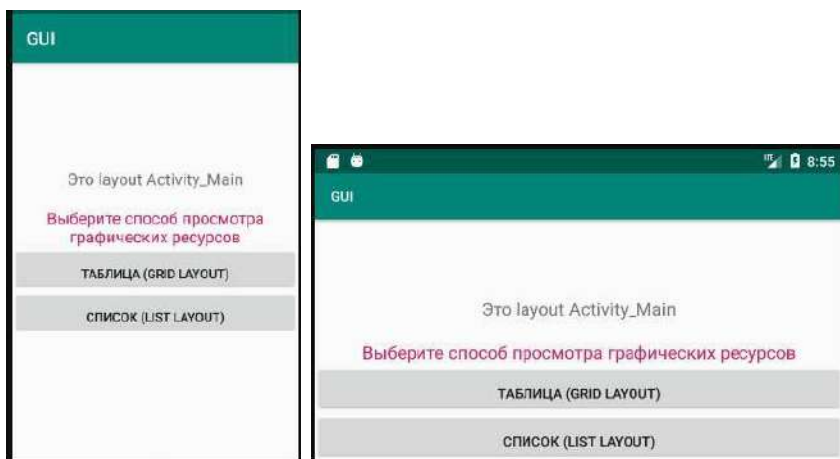 GUI
Это layout Activity_Main
Выберите способ просмотра
графических ресурсов
ТАБЛИЦА (GRID LAYOUT)
СПИСОК (LIST LAYOUT)
LTE 8:55
GUI
Это layout Activity_Main
Выберите способ просмотра графических ресурсов
ТАБЛИЦА (GRID LAYOUT)
СПИСОК (LIST LAYOUT)